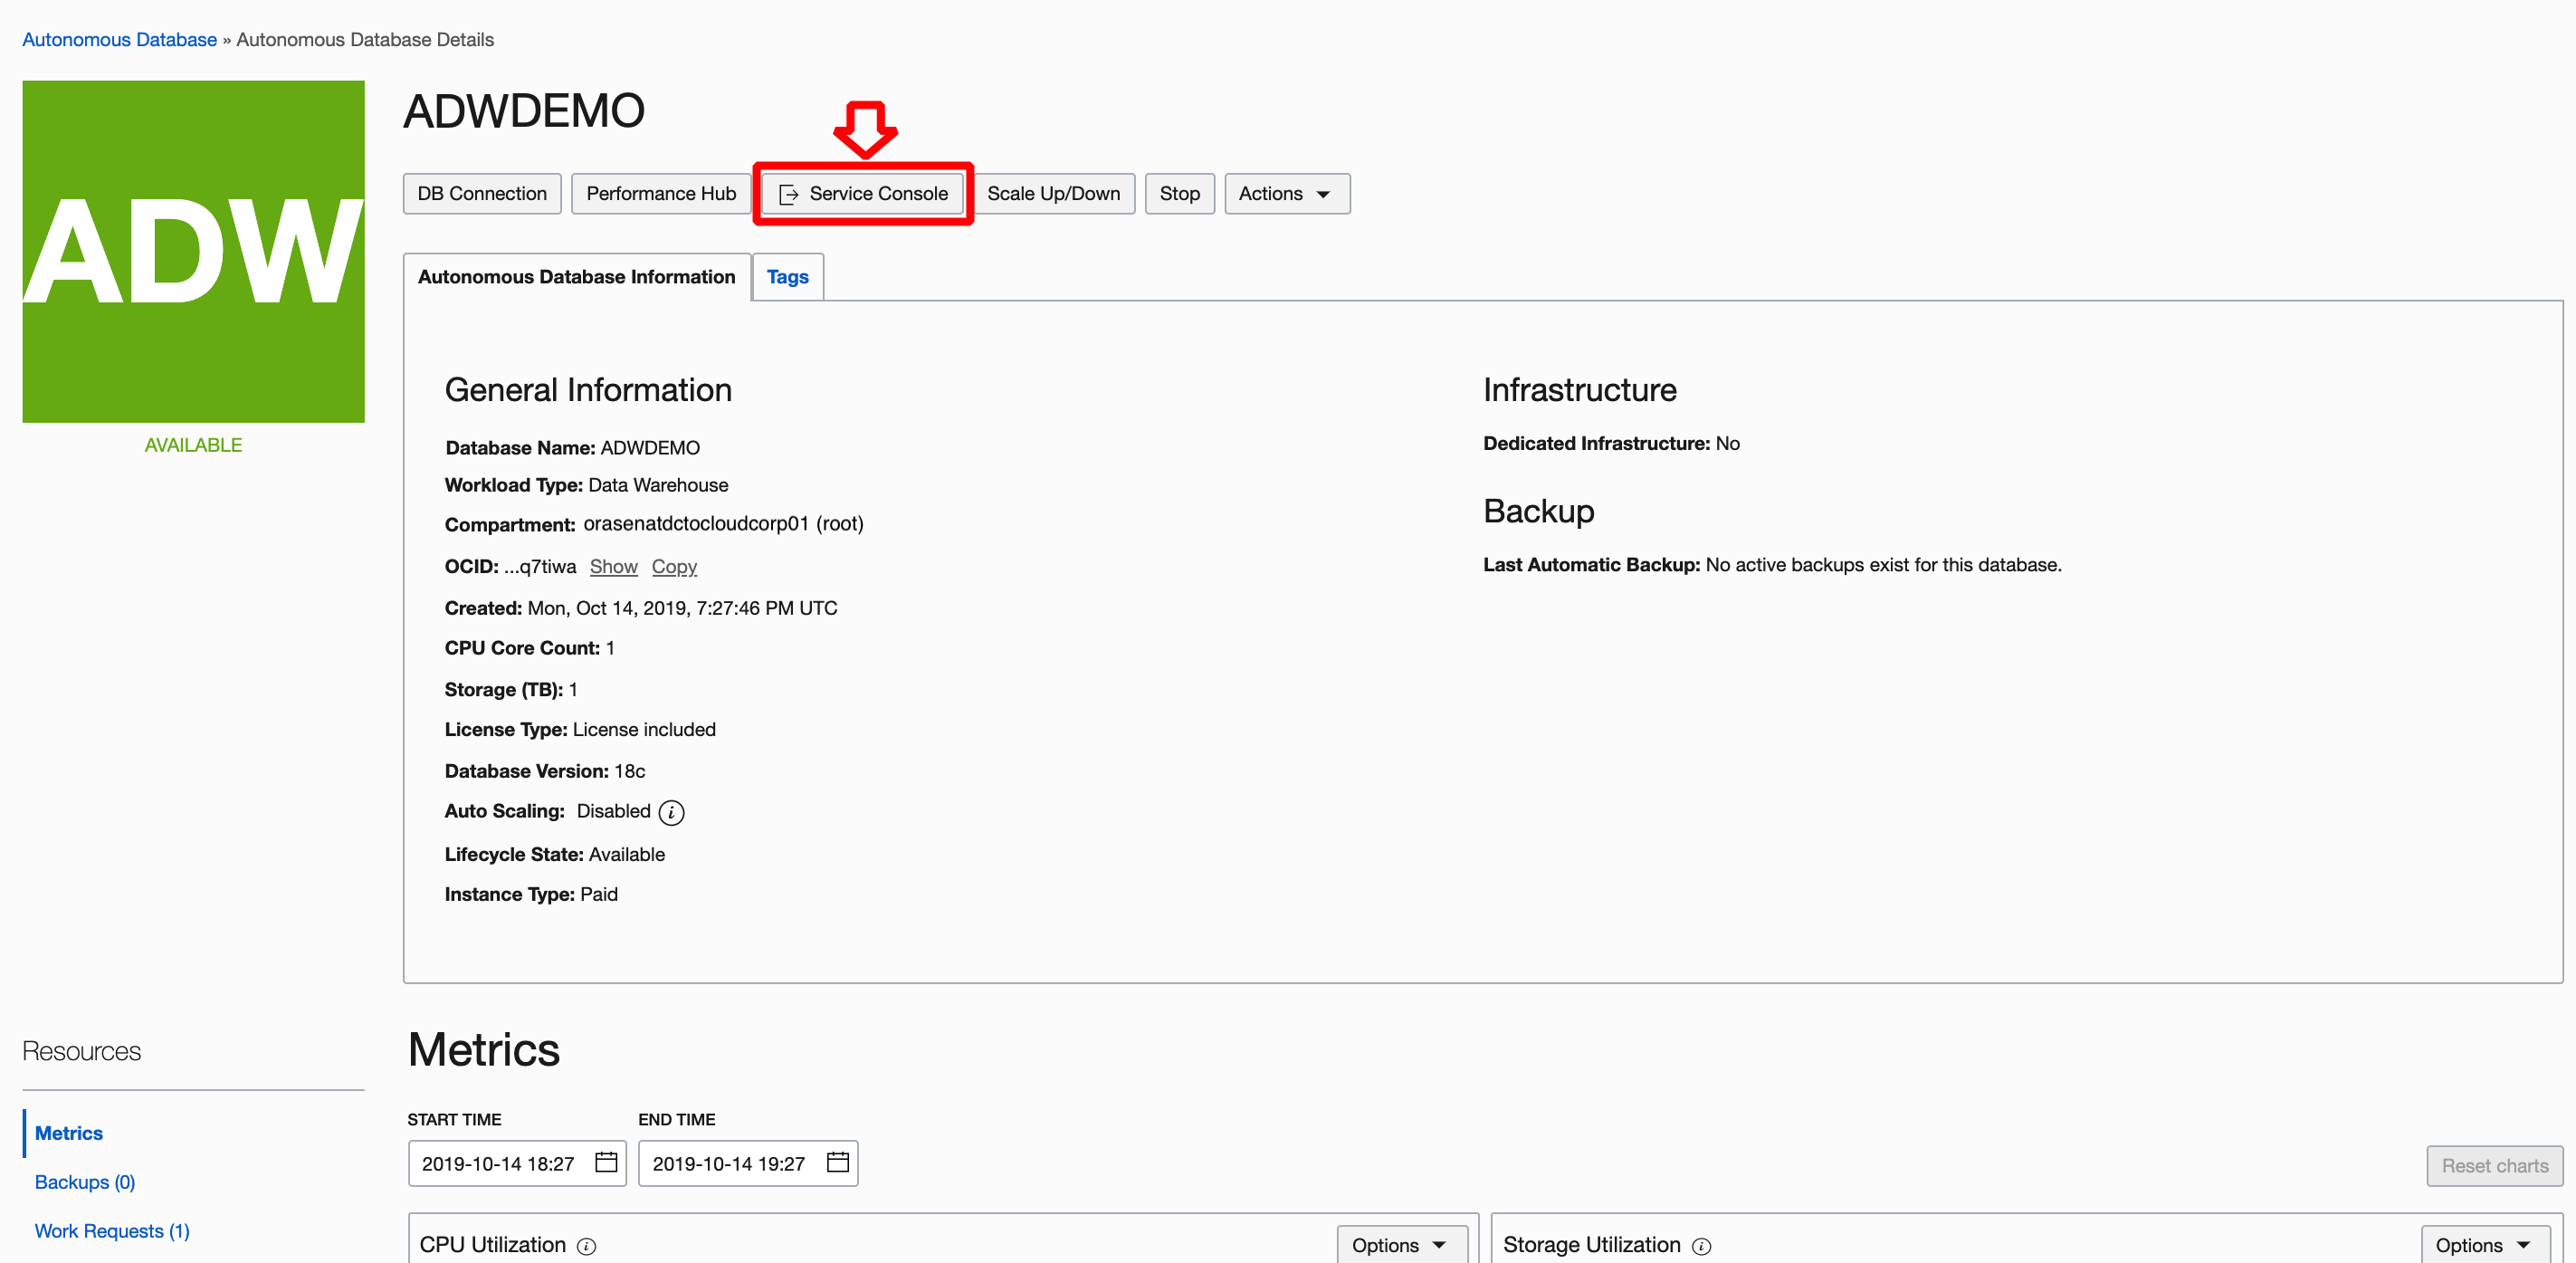 Autonomous Database » Autonomous Database Details
ADW
AVAILABLE
ADWDEMO
DB Connection
Performance Hub
Service Console
Scale Up/Down
Stop
Actions
Autonomous Database Information
Tags
General Information
Database Name: ADWDEMO
Workload Type: Data Warehouse
Compartment: orasenatdctocloudcorp01 (root)
OCID: ...q7tiwa Show Copy
Created: Mon, Oct 14, 2019, 7:27:46 PM UTC
CPU Core Count: 1
Storage (TB): 1
License Type: License included
Database Version: 18c
Auto Scaling: Disabled i
Lifecycle State: Available
Instance Type: Paid
Infrastructure
Dedicated Infrastructure: No
Backup
Last Automatic Backup: No active backups exist for this database.
Resources
Metrics
Backups (0)
Work Requests (1)
Metrics
START TIME
2019-10-14 18:27
END TIME
2019-10-14 19:27
Reset charts
CPU Utilization i
Options
Storage Utilization i
Options